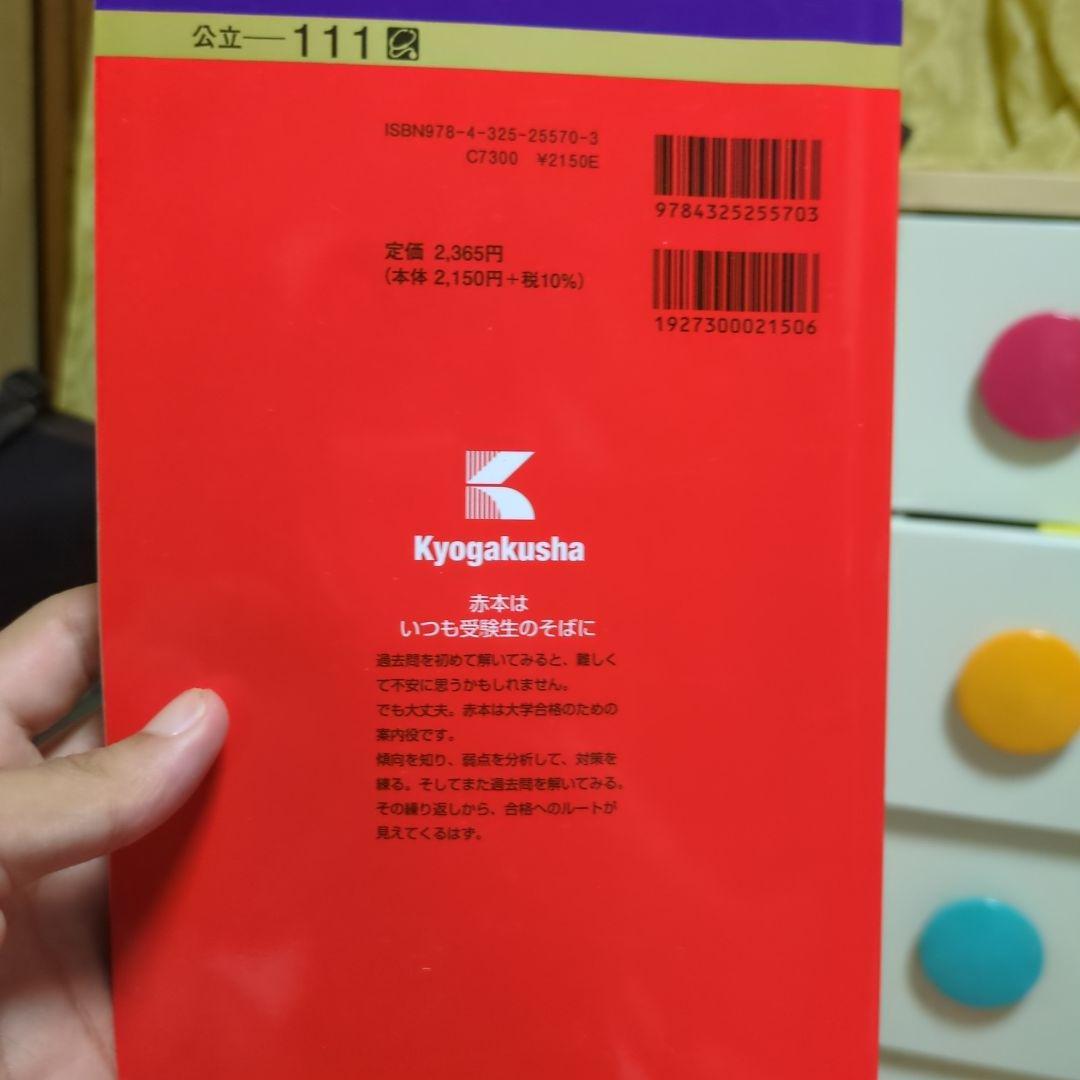 公立──111
ISBN978-4-325-25570-3
C7300 ¥2150E
9784325255703
定価 2,365円
(本体 2,150円+税10%)
1927300021506
Kyogakusha
赤本は
いつも受験生のそばに
過去問を初めて解いてみると、難しく
て不安に思うかもしれません。
でも大丈夫。赤本は大学合格のための
案内役です。
傾向を知り、弱点を分析して、対策を
練る。そしてまた過去問を解いてみる。
その繰り返しから、合格へのルートが
見えてくるはず。